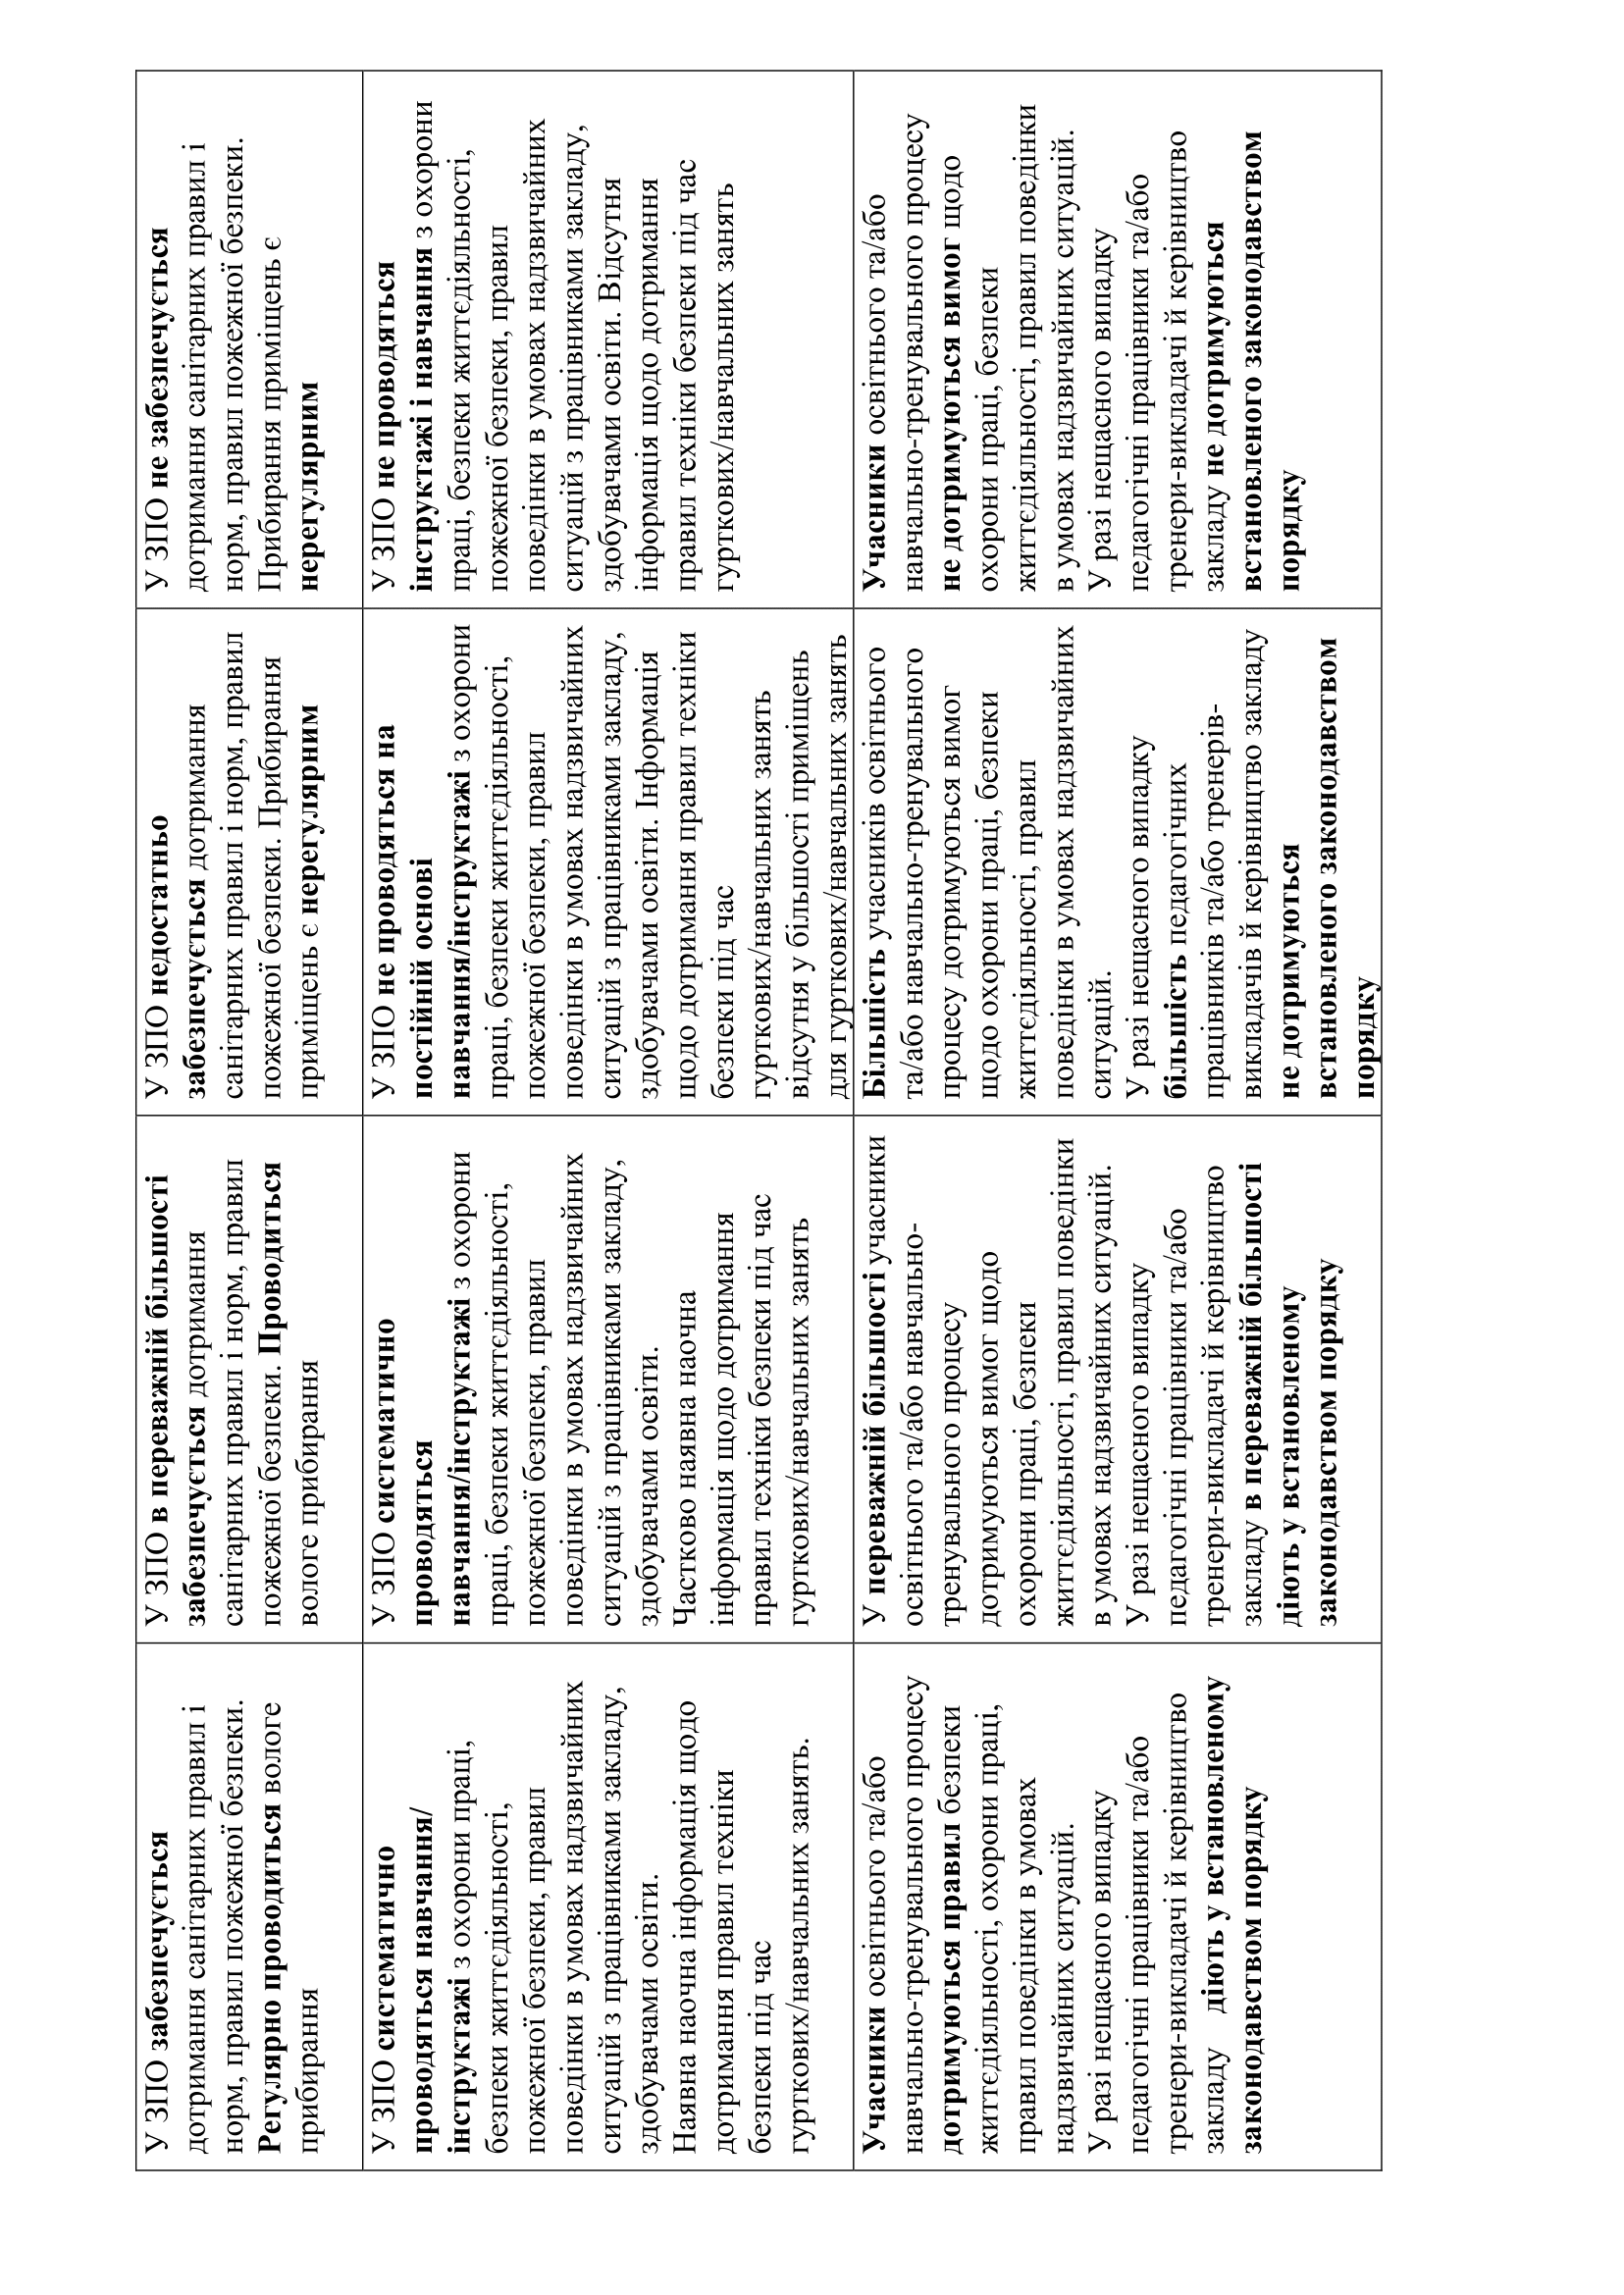 У ЗПО забезпечується
дотримання санітарних правил і
норм, правил пожежної безпеки.
Регулярно проводиться вологе
прибирання
У ЗПО в переважній більшості
забезпечується дотримання
санітарних правил і норм, правил
пожежної безпеки. Проводиться
вологе прибирання
У ЗПО недостатньо
забезпечується дотримання
санітарних правил і норм, правил
пожежної безпеки. Прибирання
приміщень є нерегулярним
У ЗПО не забезпечується
дотримання санітарних правил і
норм, правил пожежної безпеки.
Прибирання приміщень є
нерегулярним
У ЗПО систематично
проводяться навчання/
інструктажі з охорони праці,
безпеки життєдіяльності,
пожежної безпеки, правил
поведінки в умовах надзвичайних
ситуацій з працівниками закладу,
здобувачами освіти.
Наявна наочна інформація щодо
дотримання правил техніки
безпеки під час
гурткових/навчальних занять.
У ЗПО систематично
проводяться
навчання/інструктажі з охорони
праці, безпеки життєдіяльності,
пожежної безпеки, правил
поведінки в умовах надзвичайних
ситуацій з працівниками закладу,
здобувачами освіти.
Частково наявна наочна
інформація щодо дотримання
правил техніки безпеки під час
гурткових/навчальних занять
У ЗПО не проводяться на
постійній основі
навчання/інструктажі з охорони
праці, безпеки життєдіяльності,
пожежної безпеки, правил
поведінки в умовах надзвичайних
ситуацій з працівниками закладу,
здобувачами освіти. Інформація
щодо дотримання правил техніки
безпеки під час
гурткових/навчальних занять
відсутня у більшості приміщень
для гурткових/навчальних занять
У ЗПО не проводяться
інструктажі і навчання з охорони
праці, безпеки життєдіяльності,
пожежної безпеки, правил
поведінки в умовах надзвичайних
ситуацій з працівниками закладу,
здобувачами освіти. Відсутня
інформація щодо дотримання
правил техніки безпеки під час
гурткових/навчальних занять
Учасники освітнього та/або
навчально-тренувального процесу
дотримуються правил безпеки
життєдіяльності, охорони праці,
правил поведінки в умовах
надзвичайних ситуацій.
У разі нещасного випадку
педагогічні працівники та/або
тренери-викладачі й керівництво
закладу діють у встановленому
законодавством порядку
У переважній більшості учасники
освітнього та/або навчально-
тренувального процесу
дотримуються вимог щодо
охорони праці, безпеки
життєдіяльності, правил поведінки
в умовах надзвичайних ситуацій.
У разі нещасного випадку
педагогічні працівники та/або
тренери-викладачі й керівництво
закладу в переважній більшості
діють у встановленому
законодавством порядку
Більшість учасників освітнього
та/або навчально-тренувального
процесу дотримуються вимог
щодо охорони праці, безпеки
життєдіяльності, правил
поведінки в умовах надзвичайних
ситуацій.
У разі нещасного випадку
більшість педагогічних
працівників та/або тренерів-
викладачів й керівництво закладу
не дотримуються
встановленого законодавством
порядку
Учасники освітнього та/або
навчально-тренувального процесу
не дотримуються вимог щодо
охорони праці, безпеки
життєдіяльності, правил поведінки
в умовах надзвичайних ситуацій.
У разі нещасного випадку
педагогічні працівники та/або
тренери-викладачі й керівництво
закладу не дотримуються
встановленого законодавством
порядку